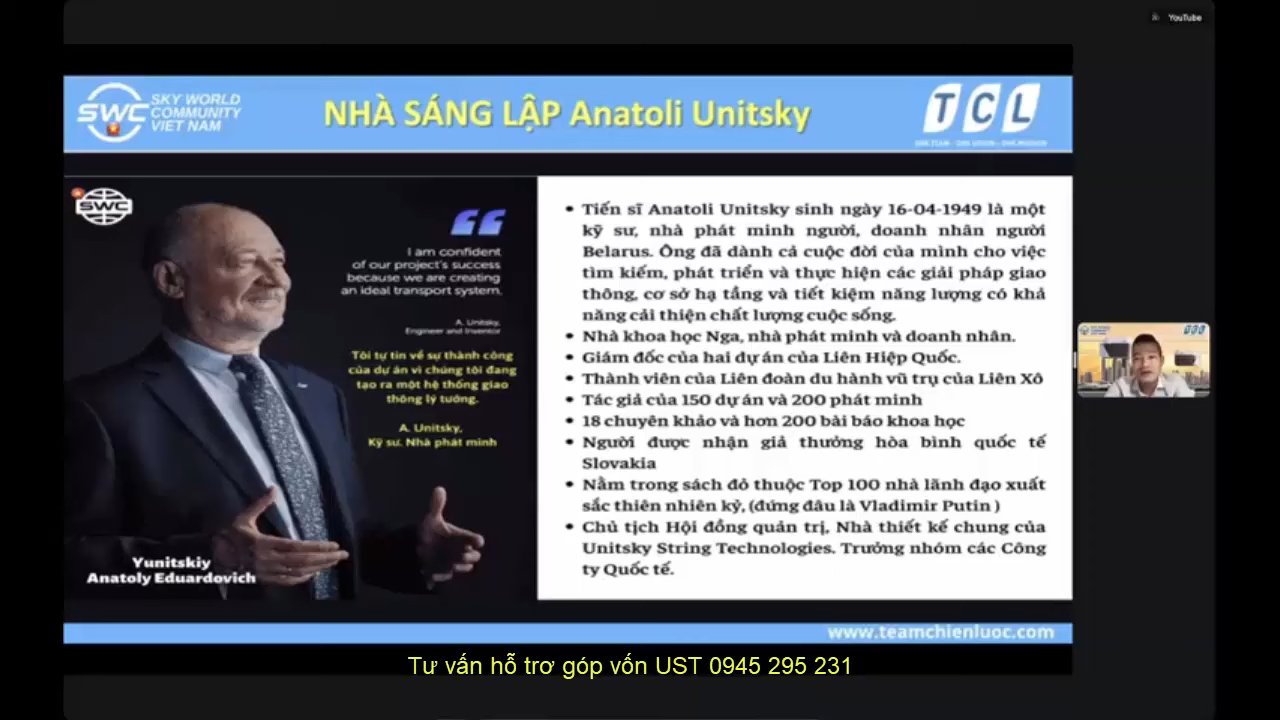 YouTube
SWC SKY WORLD
COMMUNITY
VIET NAM
NHÀ SÁNG LẬP Anatoli Unitsky
TCL
SWC
I am confident
of our project's success
because we are creating
an ideal transport system.
A. Unitsky,
Engineer and Inventor
Tôi tự tin về sự thành công
của dự án vì chúng tôi đang
tạo ra một hệ thống giao
thông lý tưởng.
A. Unitsky,
Kỹ sư. Nhà phát minh
Yunitskiy
Anatoly Eduardovich
• Tiến sĩ Anatoli Unitsky sinh ngày 16-04-1949 là một
kỹ sư, nhà phát minh người, doanh nhân người
Belarus. Ông đã dành cả cuộc đời của mình cho việc
tìm kiếm, phát triển và thực hiện các giải pháp giao
thông, cơ sở hạ tầng và tiết kiệm năng lượng có khả
năng cải thiện chất lượng cuộc sống.
• Nhà khoa học Nga, nhà phát minh và doanh nhân.
• Giám đốc của hai dự án của Liên Hiệp Quốc.
• Thành viên của Liên đoàn du hành vũ trụ của Liên Xô
• Tác giả của 150 dự án và 200 phát minh
• 18 chuyên khảo và hơn 200 bài báo khoa học
• Người được nhận giả thưởng hòa bình quốc tế
Slovakia
• Nằm trong sách đỏ thuộc Top 100 nhà lãnh đạo xuất
sắc thiên nhiên kỷ, (đứng đâu là Vladimir Putin )
• Chủ tịch Hội đồng quản trị, Nhà thiết kế chung của
Unitsky String Technologies. Trưởng nhóm các Công
ty Quốc tế.
www.teamchienluoc.com
Tư vấn hỗ trơ góp vốn UST 0945 295 231